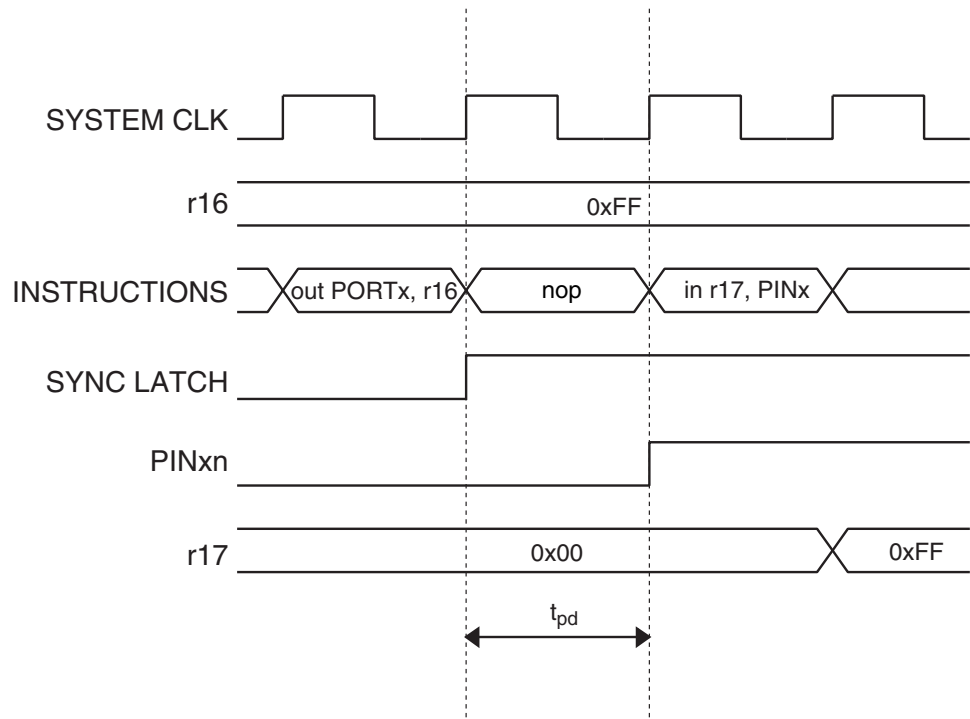 SYSTEM CLK
r16
0xFF
INSTRUCTIONS
out PORTx, r16
nop
in r17, PINx
SYNC LATCH
PINxn
r17
0x00
0xFF
tpd